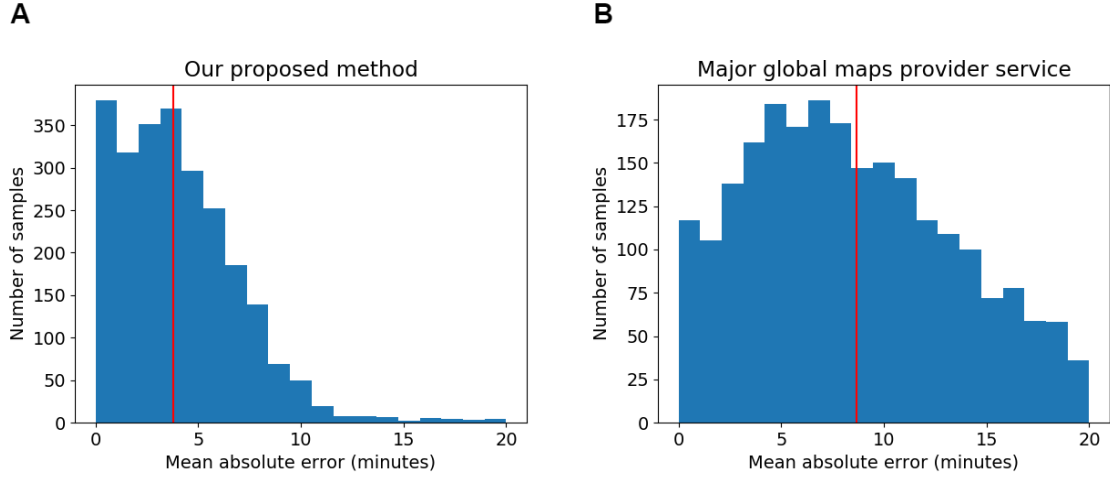 A
Our proposed method
350
300
250
200
150
100
50
0
Number of samples
0 5 10 15 20
Mean absolute error (minutes)
B
Major global maps provider service
175
150
125
100
75
50
25
0
Number of samples
0 5 10 15 20
Mean absolute error (minutes)